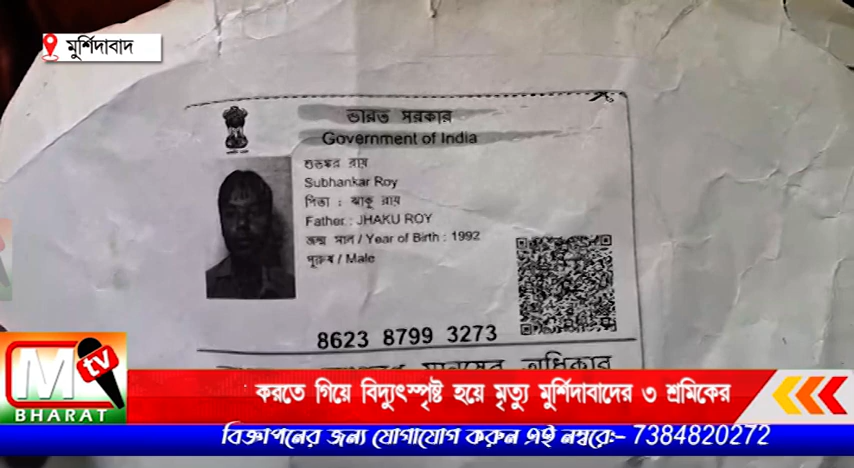 মুর্শিদাবাদ
ভারত সরকার
Government of India
শুভঙ্কর রায়
Subhankar Roy
পিতা : ঝাকু রায়
Father : JHAKU ROY
জন্ম সাল / Year of Birth : 1992
পুরুষ / Male
8623 8799 3273
মানুষের অধিকার
M tv
BHARAT
করতে গিয়ে বিদ্যুৎস্পৃষ্ট হয়ে মৃত্যু মুর্শিদাবাদের ৩ শ্রমিকের
বিজ্ঞাপনের জন্য যোগাযোগ করুন এই নম্বরে:- 7384820272